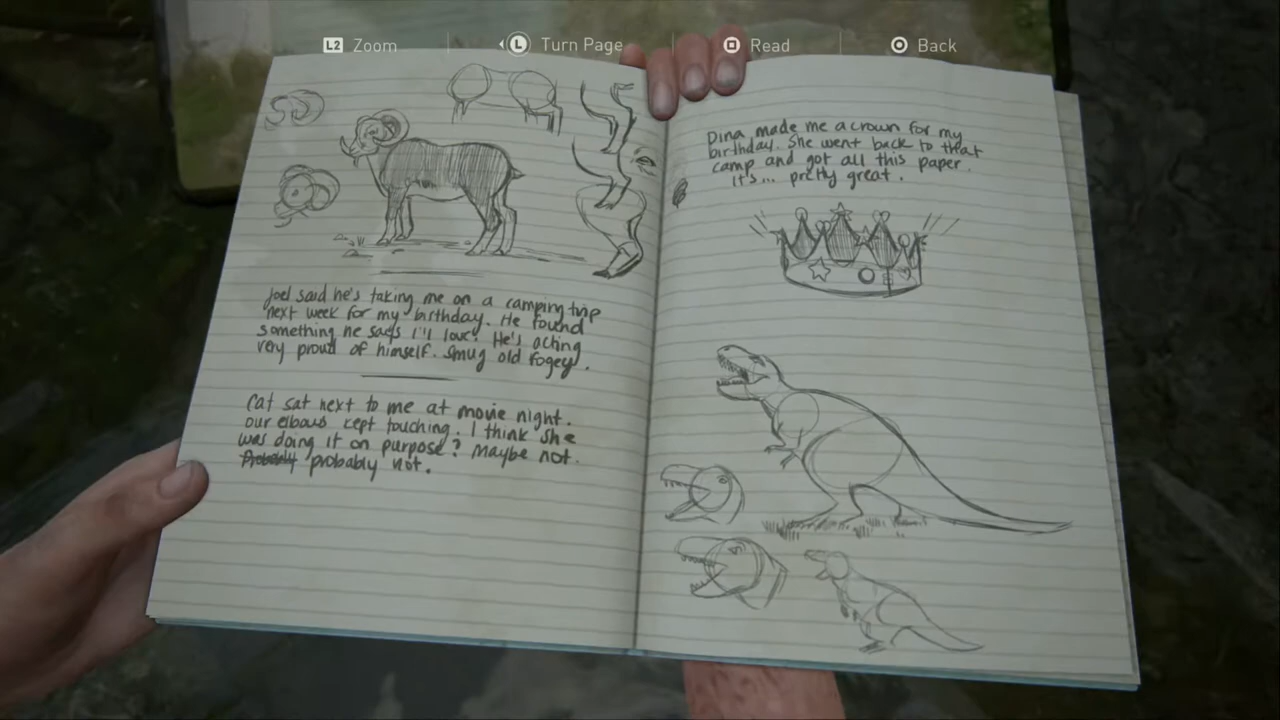 L2 Zoom
L Turn Page
Read
Back
Joel said he's taking me on a camping trip
next week for my birthday. He found
something he says I'll love. He's acting
very proud of himself. Smug old fogey.
Cat sat next to me at movie night.
our elbows kept touching. I think she
was doing it on purpose? Maybe not.
Probably probably not.
Dina made me a crown for my
birthday. She went back to that
camp and got all this paper.
It's... pretty great.